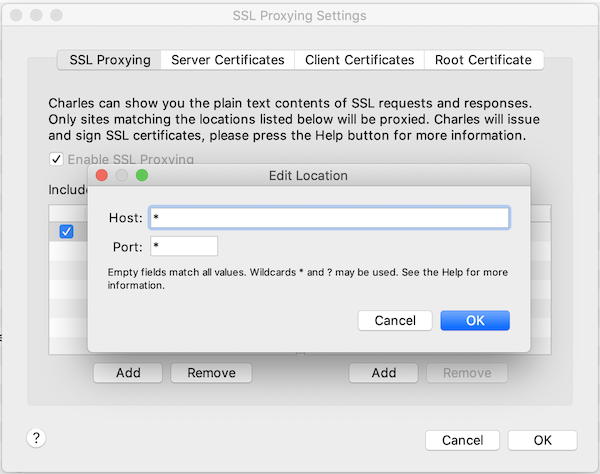 SSL Proxying Settings
SSL Proxying Server Certificates Client Certificates Root Certificate
Charles can show you the plain text contents of SSL requests and responses.
Only sites matching the locations listed below will be proxied. Charles will issue
and sign SSL certificates, please press the Help button for more information.
Enable SSL Proxying
Edit Location
Host: *
Port: *
Empty fields match all values. Wildcards * and ? may be used. See the Help for more
information.
Cancel OK
Add Remove Add Remove
? Cancel OK